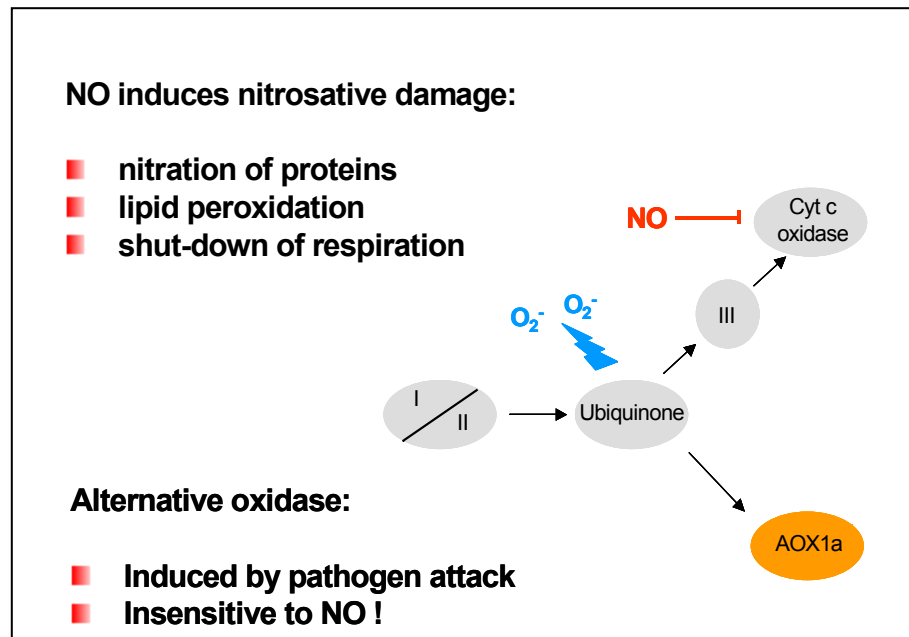 NO induces nitrosative damage:
nitration of proteins
lipid peroxidation
shut-down of respiration
NO
Cyt c
oxidase
O₂⁻ O₂⁻
III
I
II
Ubiquinone
Alternative oxidase:
AOX1a
Induced by pathogen attack
Insensitive to NO !